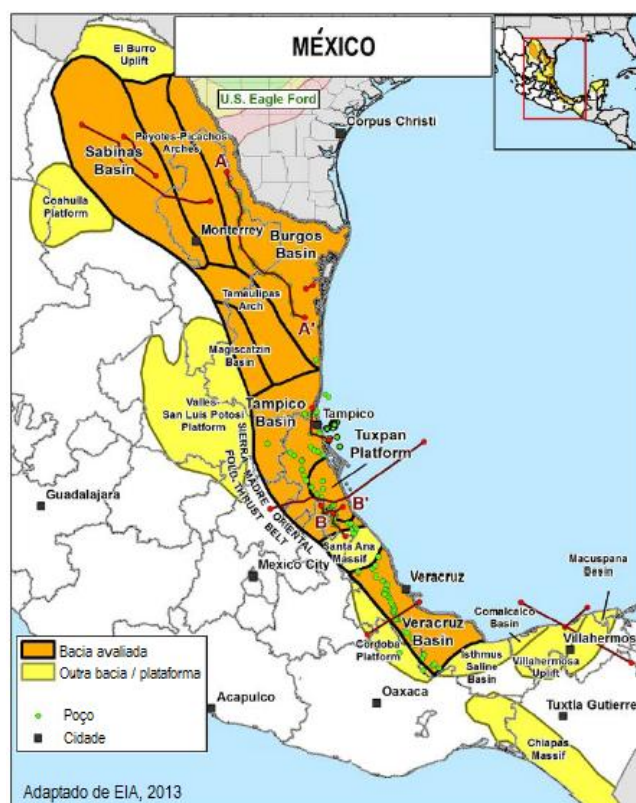 MÉXICO
El Burro
Uplift
U.S. Eagle Ford
Corpus Christi
Peyotes-Picachos
Arches
A
Sabinas
Basin
Coahuila
Platform
Monterrey
Burgos
Basin
Tamaulipas
Arch
A'
Magiscatzin
Basin
Tampico
Basin
Valles-
San Luis Potosi
Platform
Tampico
Tuxpan
Platform
SIERRA MADRE ORIENTAL
FOLD-THRUST BELT
Guadalajara
B
B'
Santa Ana
Massif
Mexico City
Veracruz
Macuspana
Basin
Comalcalco
Basin
Veracruz
Basin
Cordoba
Platform
Isthmus
Saline
Basin
Villahermos
Villahermosa
Uplift
Oaxaca
Acapulco
Tuxtla Gutierre
Chiapas
Massif
Bacia avaliada
Outra bacia / plataforma
Poço
Cidade
Adaptado de EIA, 2013